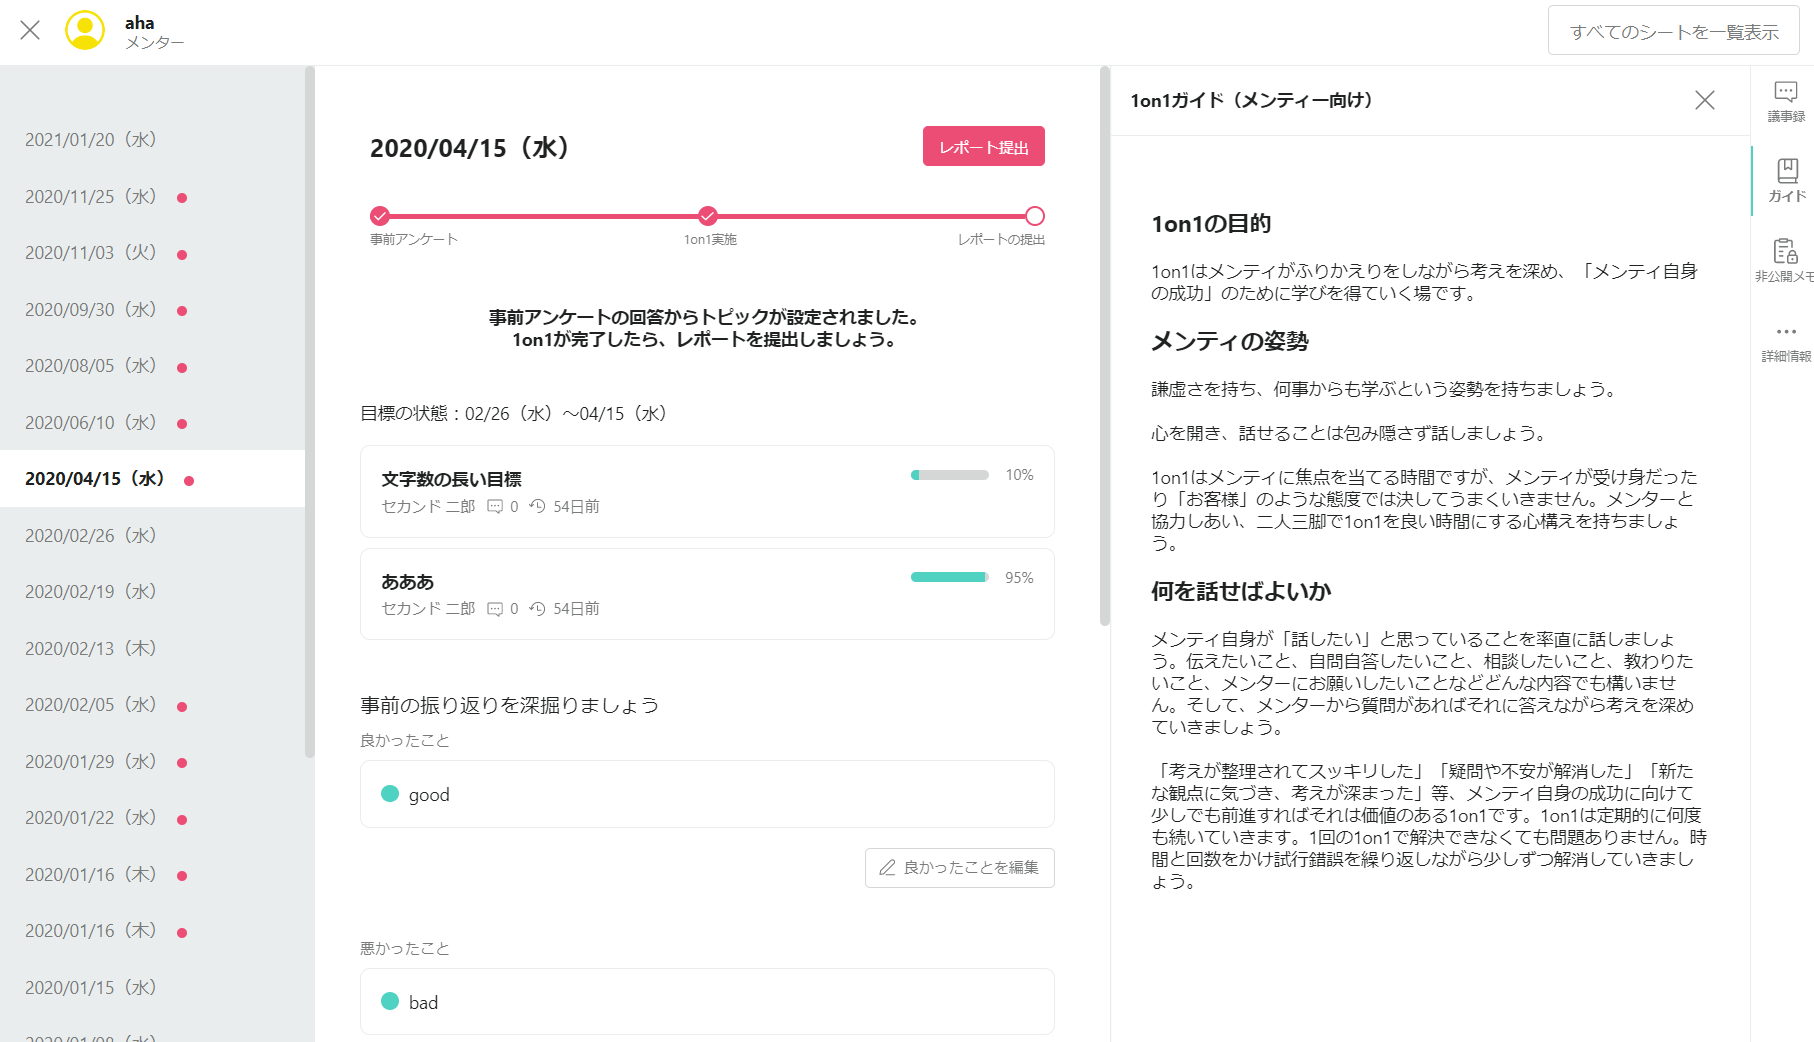 aha
メンター
すべてのシートを一覧表示
2021/01/20（水）
2020/11/25（水）
2020/11/03（火）
2020/09/30（水）
2020/08/05（水）
2020/06/10（水）
2020/04/15（水）
2020/02/26（水）
2020/02/19（水）
2020/02/13（木）
2020/02/05（水）
2020/01/29（水）
2020/01/22（水）
2020/01/16（木）
2020/01/16（木）
2020/01/15（水）
2020/01/08（水）
2020/04/15（水）
レポート提出
事前アンケート
1on1実施
レポートの提出
事前アンケートの回答からトピックが設定されました。
1on1が完了したら、レポートを提出しましょう。
目標の状態：02/26（水）～04/15（水）
文字数の長い目標
10%
セカンド 二郎 0 54日前
あああ
95%
セカンド 二郎 0 54日前
事前の振り返りを深掘りましょう
良かったこと
good
良かったことを編集
悪かったこと
bad
1on1ガイド（メンティー向け）
1on1の目的
1on1はメンティがふりかえりをしながら考えを深め、「メンティ自身
の成功」のために学びを得ていく場です。
メンティの姿勢
謙虚さを持ち、何事からも学ぶという姿勢を持ちましょう。
心を開き、話せることは包み隠さず話しましょう。
1on1はメンティに焦点を当てる時間ですが、メンティが受け身だった
り「お客様」のような態度では決してうまくいきません。メンターと
協力しあい、二人三脚で1on1を良い時間にする心構えを持ちましょ
う。
何を話せばよいか
メンティ自身が「話したい」と思っていることを率直に話しましょ
う。伝えたいこと、自問自答したいこと、相談したいこと、教わりた
いこと、メンターにお願いしたいことなどどんな内容でも構いませ
ん。そして、メンターから質問があればそれに答えながら考えを深め
ていきましょう。
「考えが整理されてスッキリした」「疑問や不安が解消した」「新た
な観点に気づき、考えが深まった」等、メンティ自身の成功に向けて
少しでも前進すればそれは価値のある1on1です。1on1は定期的に何度
も続いていきます。1回の1on1で解決できなくても問題ありません。時
間と回数をかけ試行錯誤を繰り返しながら少しずつ解消していきまし
ょう。
議事録
ガイド
非公開メモ
詳細情報